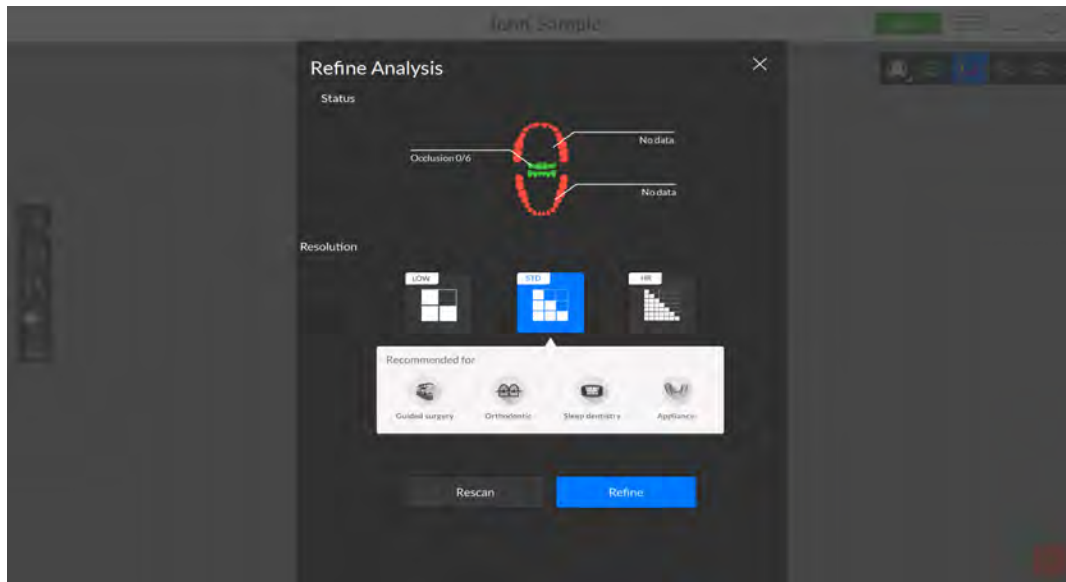 John Sample
Refine Analysis
Status
No data
Occlusion 0/6
No data
Resolution
LOW
STD
HR
Recommended for
Guided surgery
Orthodontic
Sleep dentistry
Appliance
Rescan
Refine